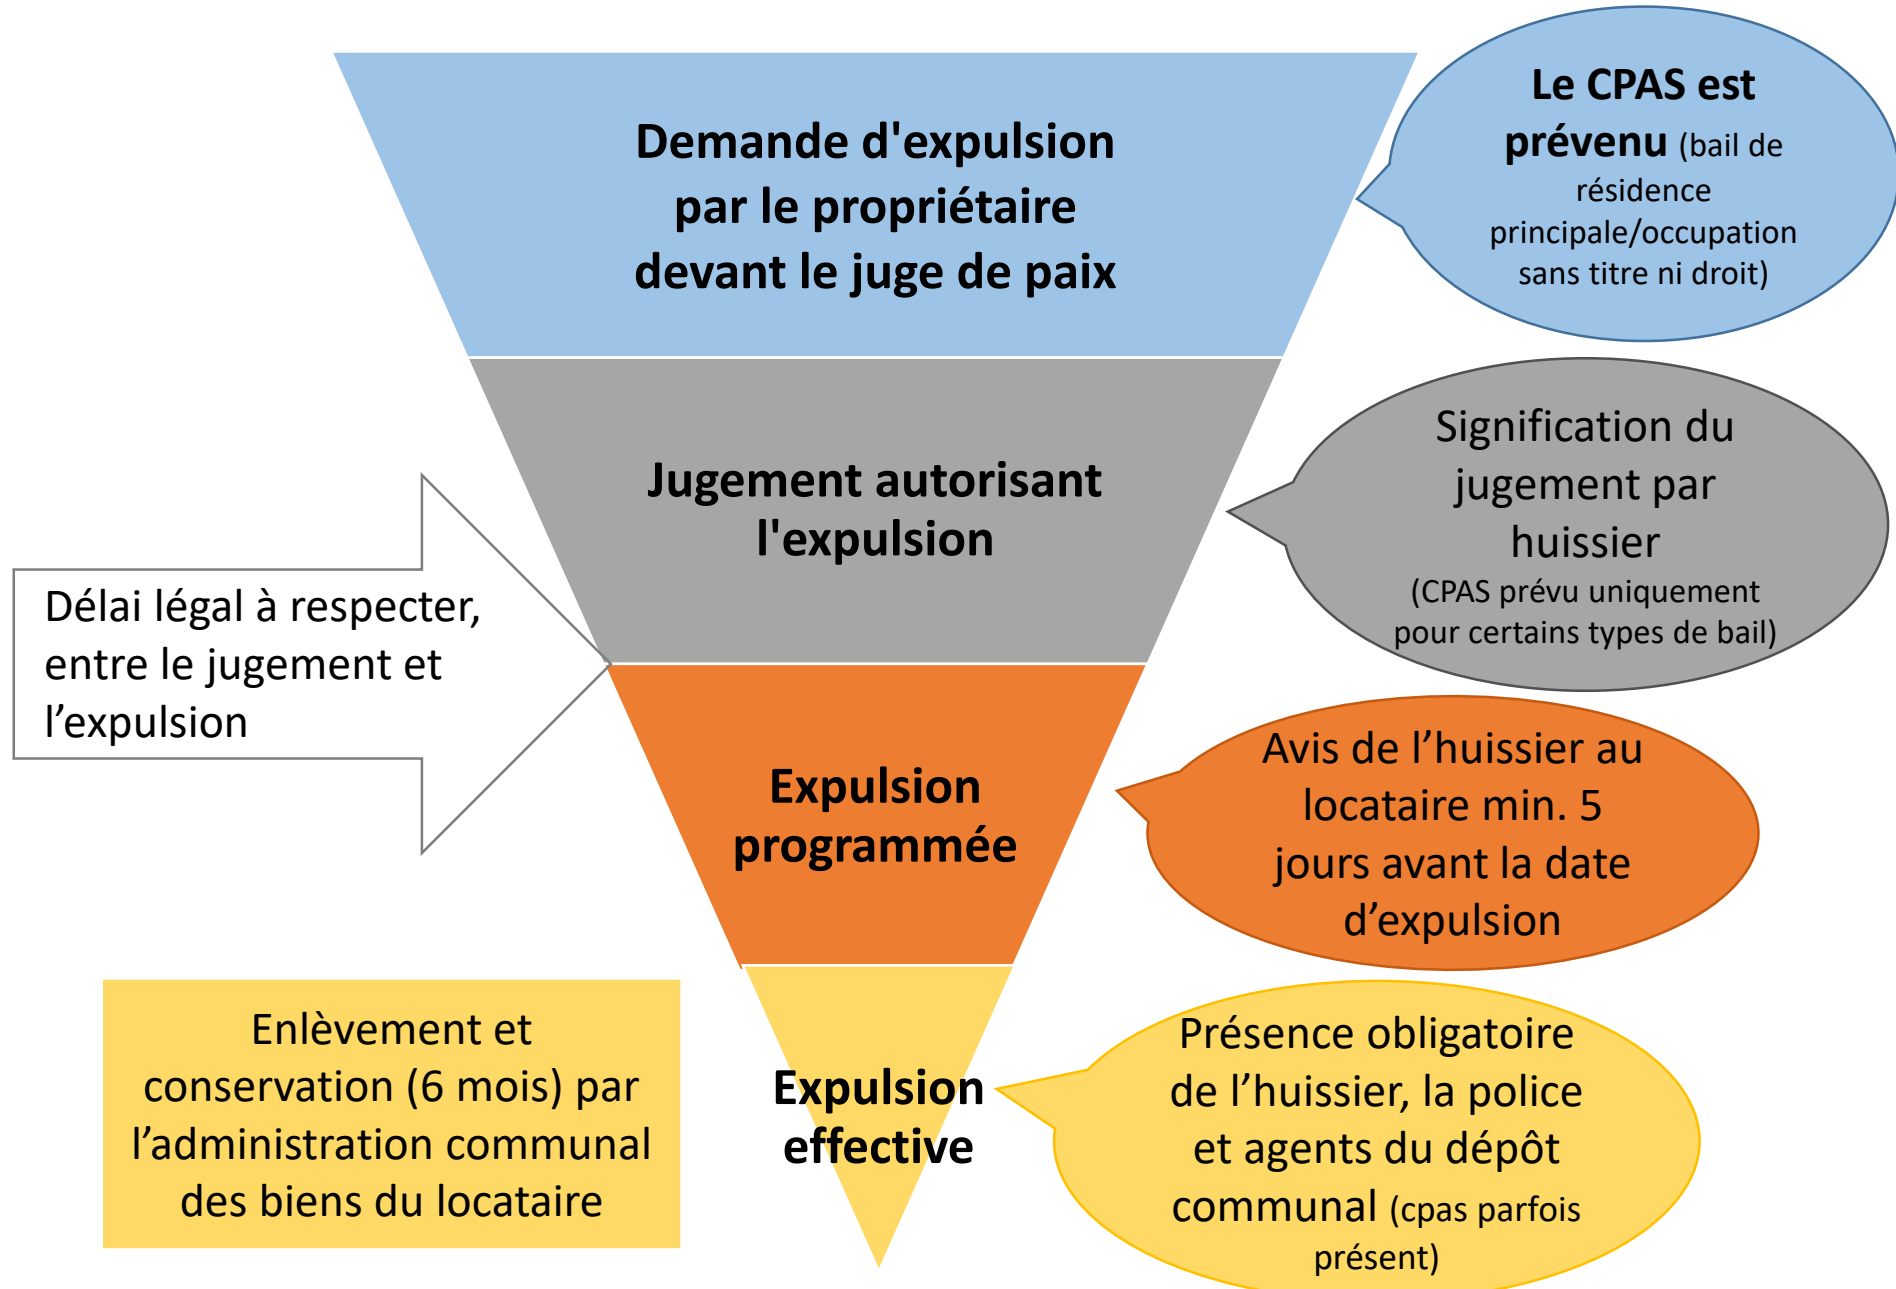 Demande d'expulsion
par le propriétaire
devant le juge de paix
Le CPAS est
prévenu (bail de
résidence
principale/occupation
sans titre ni droit)
Jugement autorisant
l'expulsion
Signification du
jugement par
huissier
(CPAS prévu uniquement
pour certains types de bail)
Délai légal à respecter,
entre le jugement et
l’expulsion
Expulsion
programmée
Avis de l’huissier au
locataire min. 5
jours avant la date
d’expulsion
Enlèvement et
conservation (6 mois) par
l’administration communal
des biens du locataire
Expulsion
effective
Présence obligatoire
de l’huissier, la police
et agents du dépôt
communal (cpas parfois
présent)